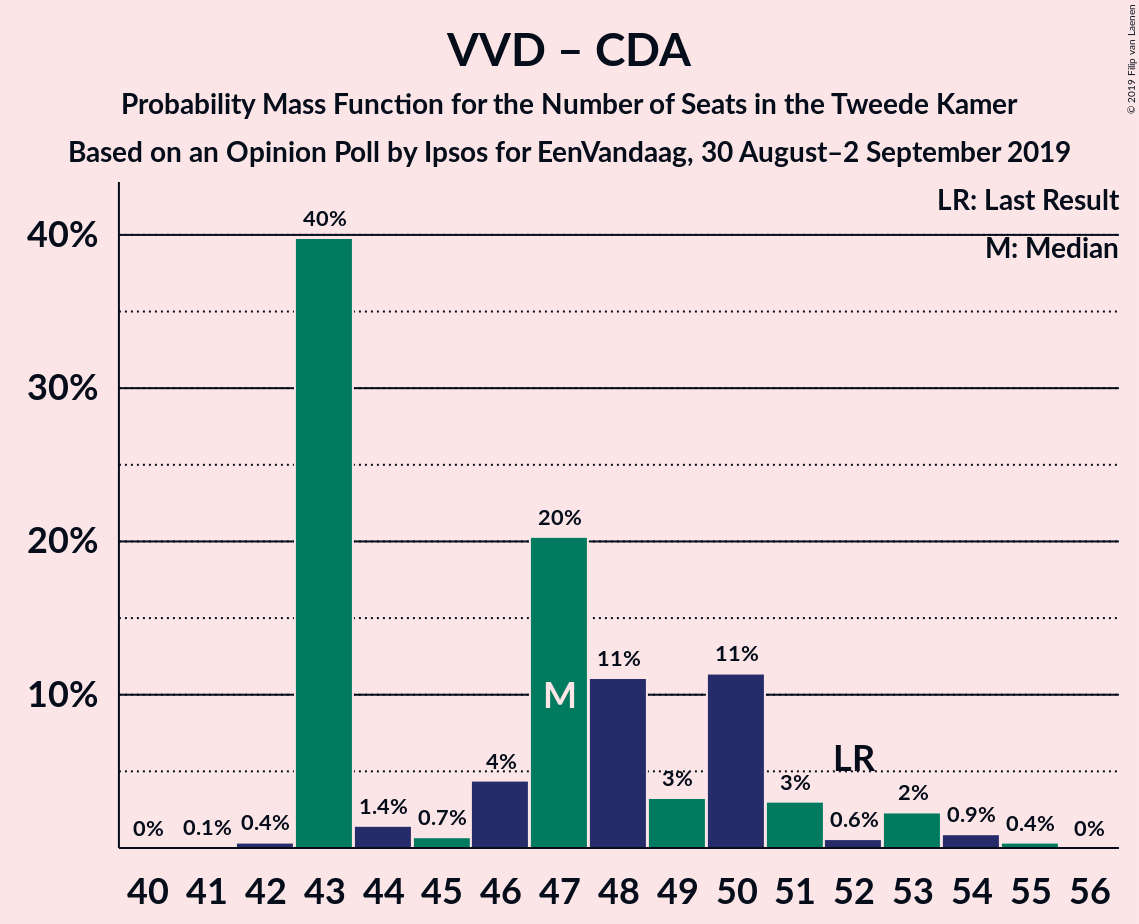 VVD – CDA
Probability Mass Function for the Number of Seats in the Tweede Kamer
Based on an Opinion Poll by Ipsos for EenVandaag, 30 August–2 September 2019
© 2019 Filip van Laenen
LR: Last Result
M: Median
40%
30%
20%
10%
0%
0.1%
0.4%
40%
1.4%
0.7%
4%
20%
11%
3%
11%
3%
0.6%
2%
0.9%
0.4%
0%
M
LR
40 41 42 43 44 45 46 47 48 49 50 51 52 53 54 55 56